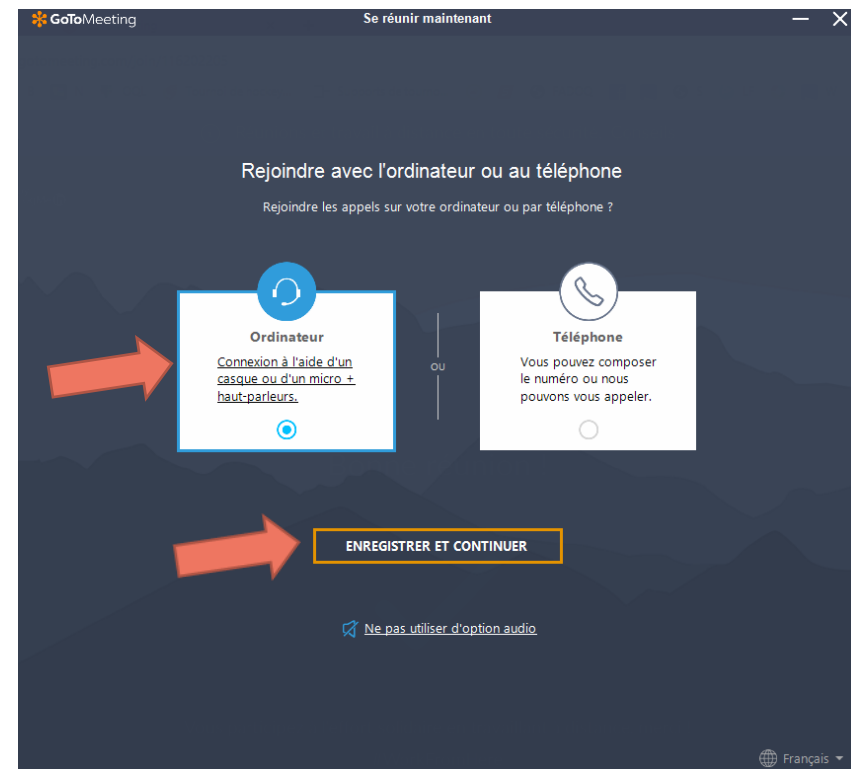 GoToMeeting
Se réunir maintenant
Rejoindre avec l'ordinateur ou au téléphone
Rejoindre les appels sur votre ordinateur ou par téléphone ?
Ordinateur
Connexion à l'aide d'un
casque ou d'un micro +
haut-parleurs.
OU
Téléphone
Vous pouvez composer
le numéro ou nous
pouvons vous appeler.
ENREGISTRER ET CONTINUER
Ne pas utiliser d'option audio
Français